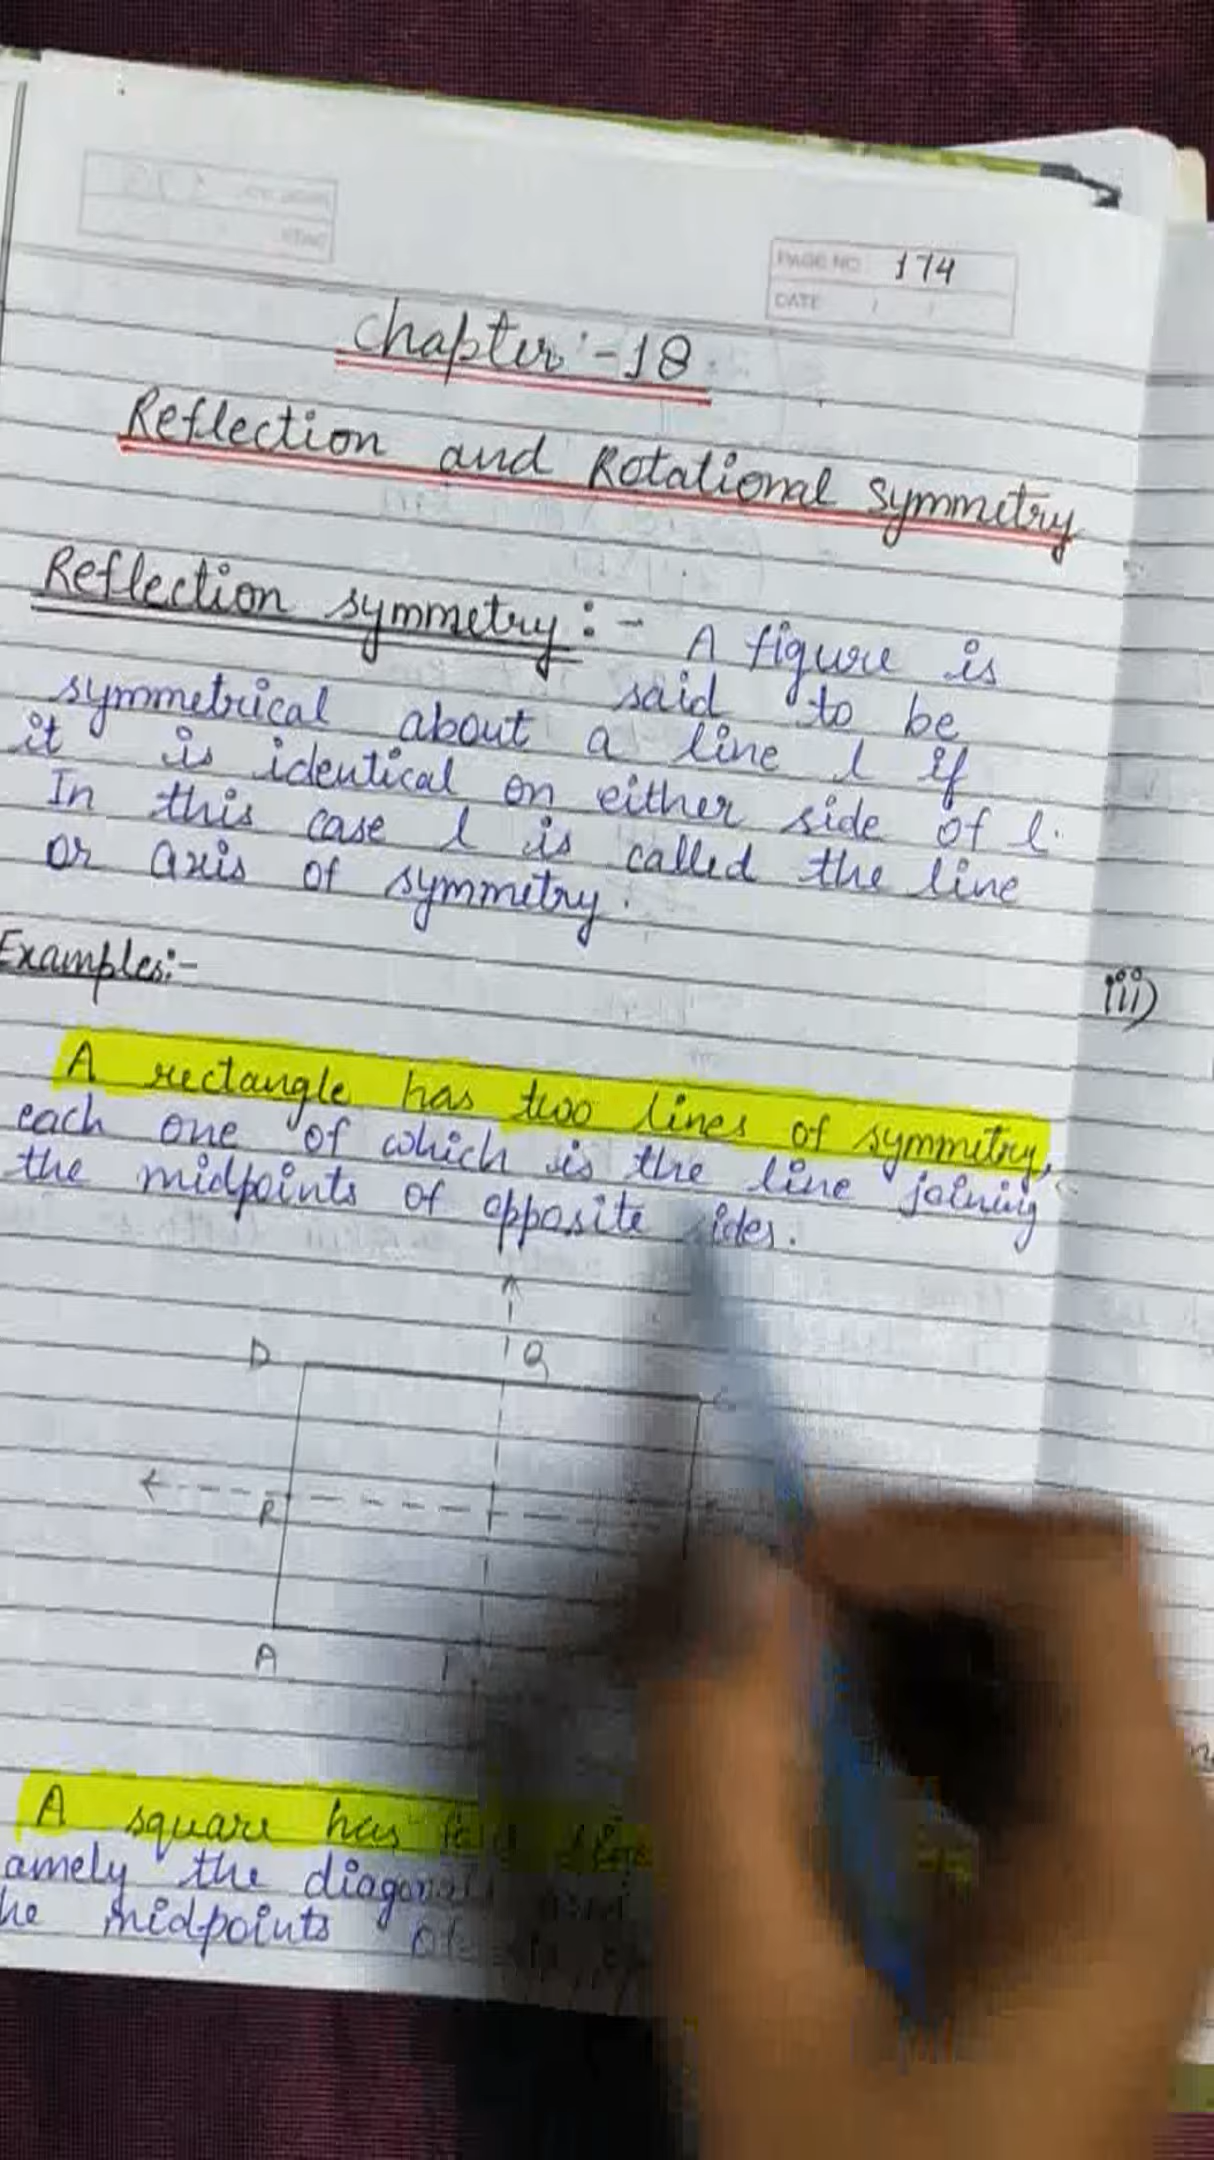 PAGE NO 174
DATE / /
Chapter :- 18
Reflection and Rotational Symmetry
Reflection symmetry :- A figure is
said to be
symmetrical about a line l if
it is identical on either side of l.
In this case l is called the line
or axis of symmetry.
Examples:-
iii)
A rectangle has two lines of symmetry,
each one of which is the line joining
the midpoints of opposite sides.
D Q
R
A
A square has
amely the
he midpoints